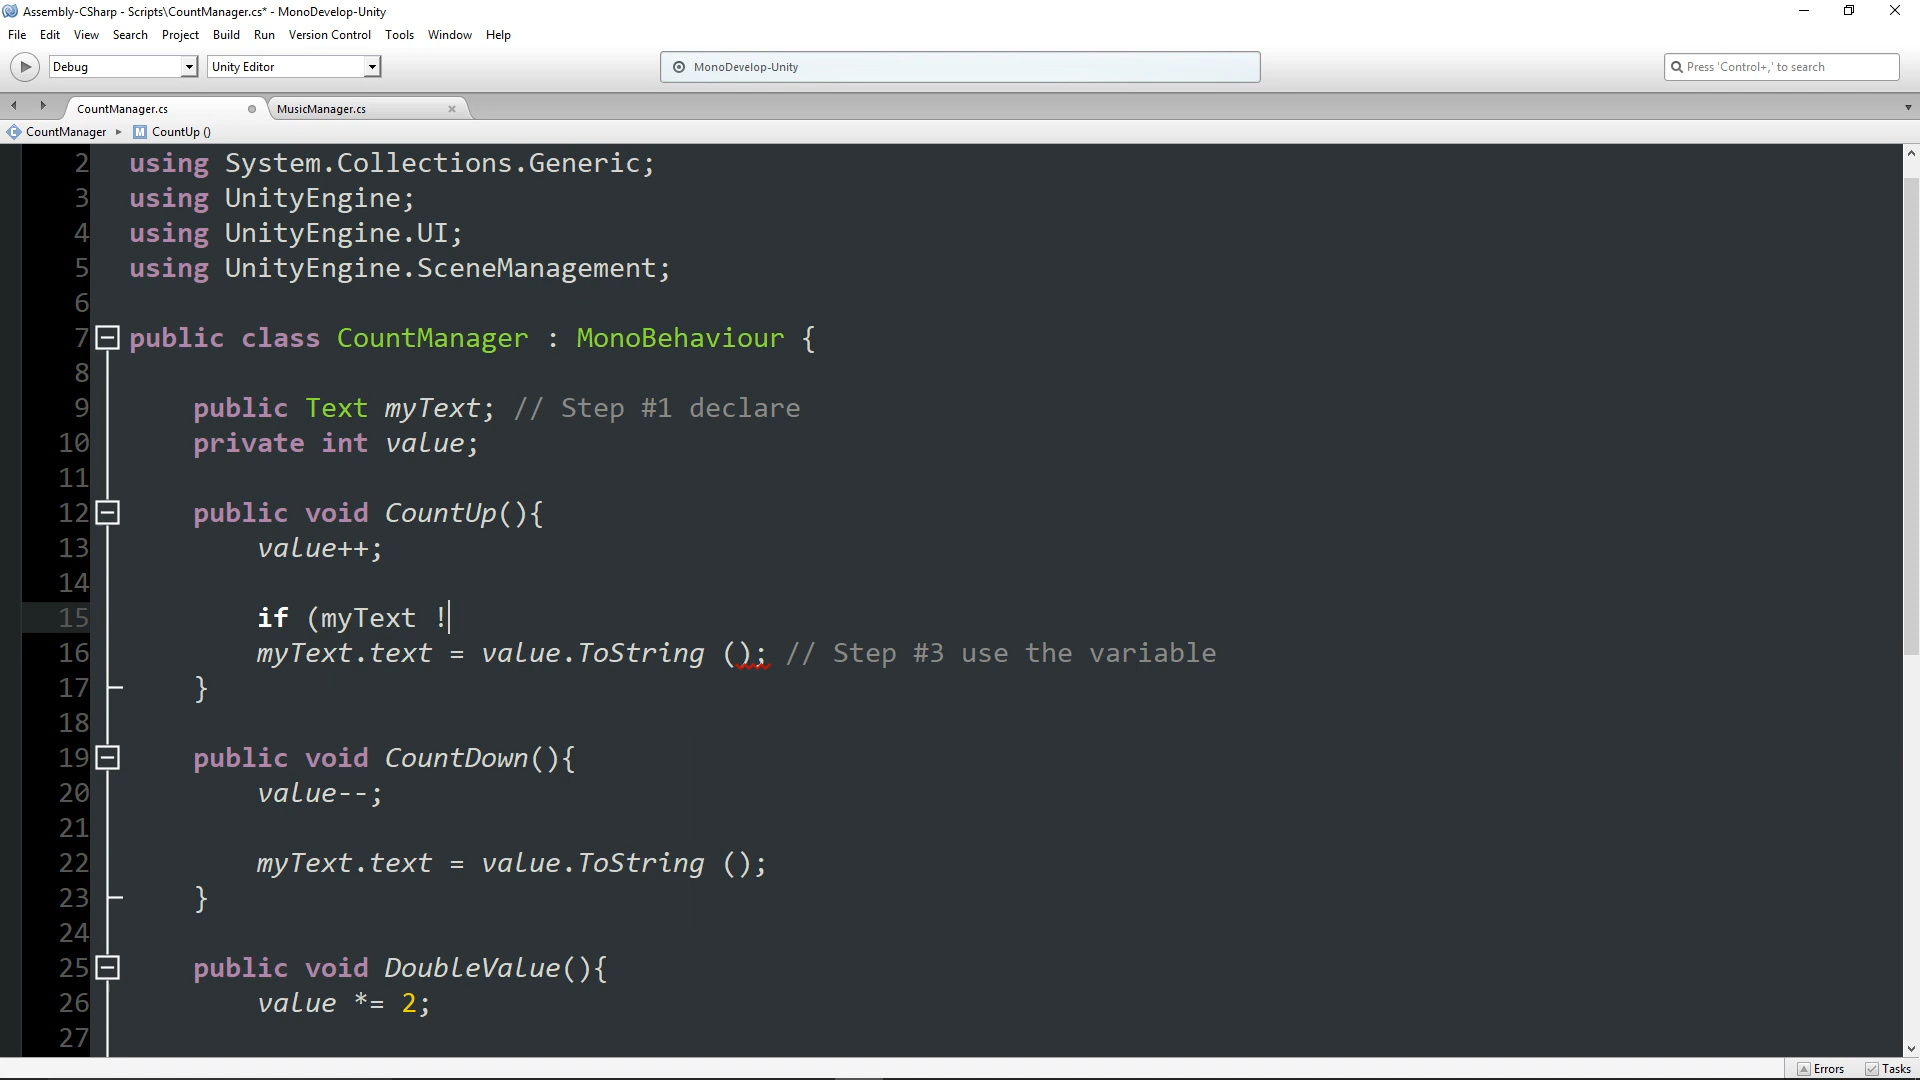 Assembly-CSharp - Scripts\CountManager.cs* - MonoDevelop-Unity
File Edit View Search Project Build Run Version Control Tools Window Help
Debug Unity Editor MonoDevelop-Unity Press 'Control+,' to search
CountManager.cs MusicManager.cs
CountManager CountUp ()
2 using System.Collections.Generic;
3 using UnityEngine;
4 using UnityEngine.UI;
5 using UnityEngine.SceneManagement;
6
7 public class CountManager : MonoBehaviour {
8
9 public Text myText; // Step #1 declare
10 private int value;
11
12 public void CountUp(){
13 value++;
14
15 if (myText !
16 myText.text = value.ToString (); // Step #3 use the variable
17 }
18
19 public void CountDown(){
20 value--;
21
22 myText.text = value.ToString ();
23 }
24
25 public void DoubleValue(){
26 value *= 2;
27
Errors Tasks